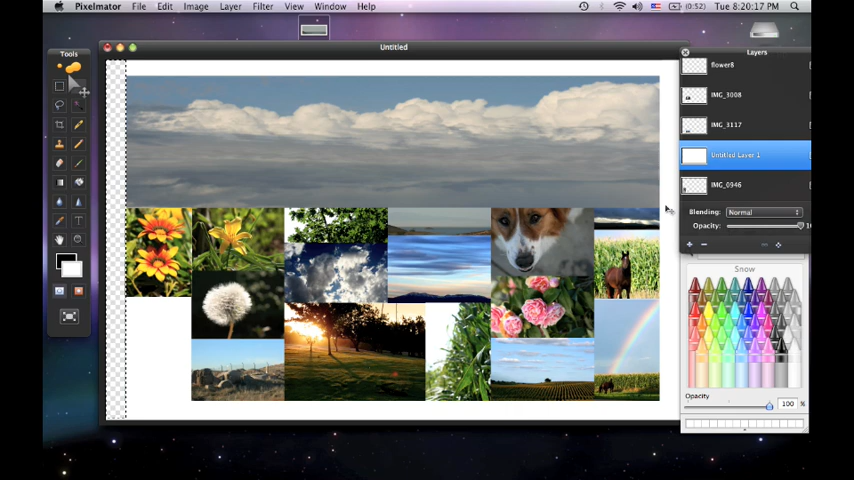 Pixelmator File Edit Image Layer Filter View Window Help
(0:52) Tue 8:20:17 PM
Tools
Untitled
Layers
flower8
IMG_3008
IMG_3117
Untitled Layer 1
IMG_0946
Blending: Normal
Opacity:
Snow
Opacity
100 %